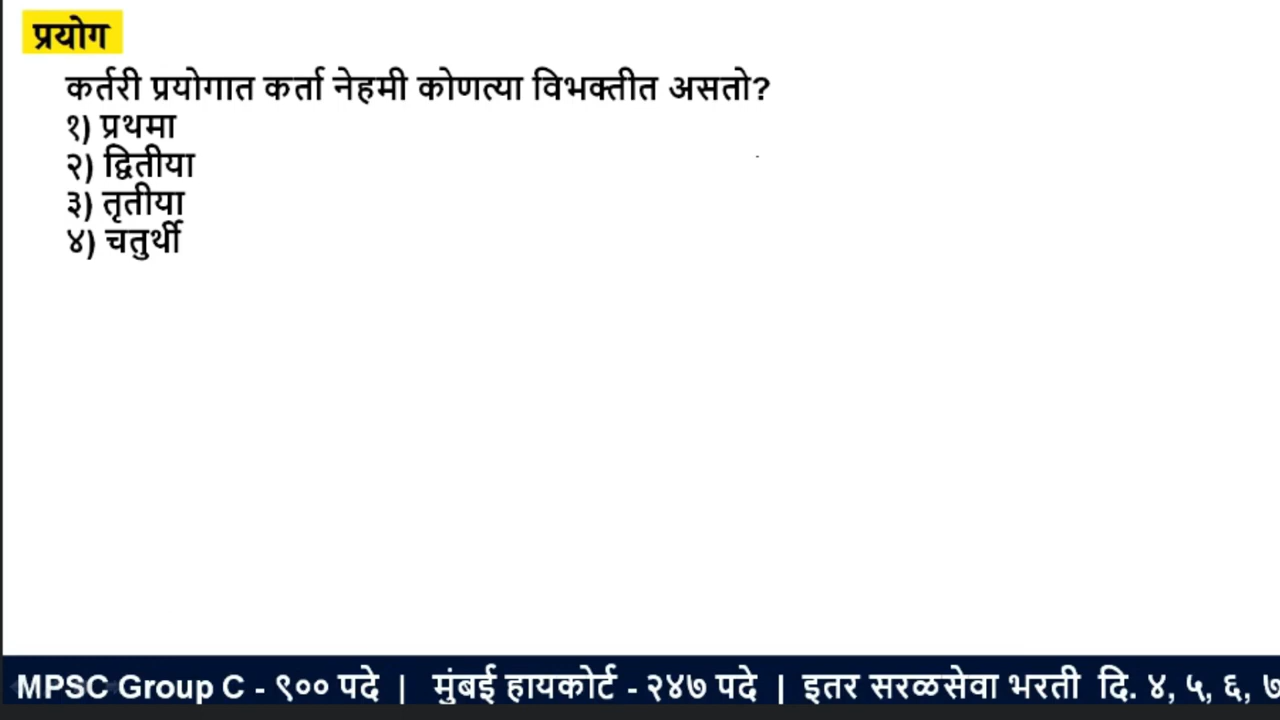 प्रयोग
कर्तरी प्रयोगात कर्ता नेहमी कोणत्या विभक्तीत असतो?
१) प्रथमा
२) द्वितीया
३) तृतीया
४) चतुर्थी
MPSC Group C - ९०० पदे | मुंबई हायकोर्ट - २४७ पदे | इतर सरळसेवा भरती दि. ४, ५, ६, ७